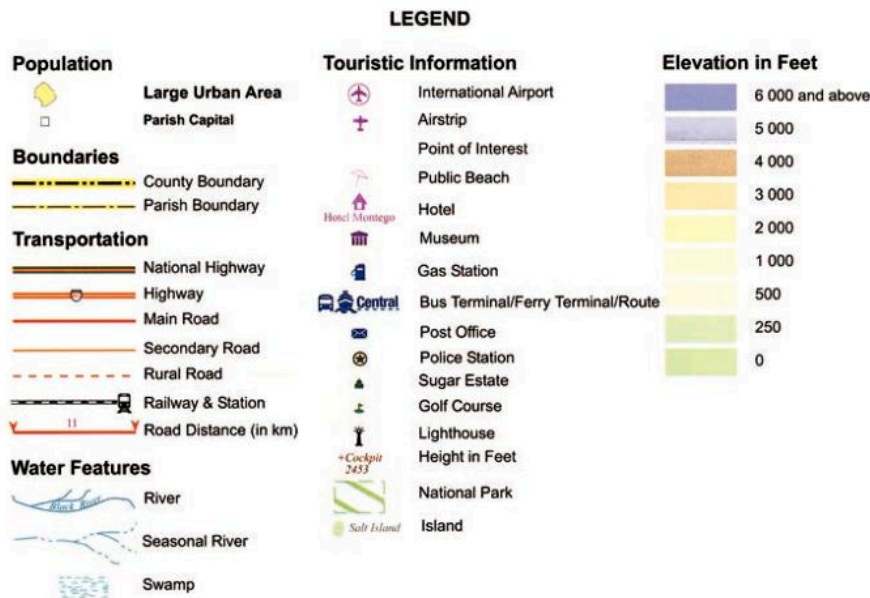 LEGEND
Population
Large Urban Area
Parish Capital
Boundaries
County Boundary
Parish Boundary
Transportation
National Highway
Highway
Main Road
Secondary Road
Rural Road
Railway & Station
11
Road Distance (in km)
Water Features
Black River
River
Seasonal River
Swamp
Touristic Information
International Airport
Airstrip
Point of Interest
Public Beach
Hotel Montego
Hotel
Museum
Gas Station
Central
Bus Terminal/Ferry Terminal/Route
Post Office
Police Station
Sugar Estate
Golf Course
Lighthouse
+Cockpit
2453
Height in Feet
National Park
Salt Island
Island
Elevation in Feet
6 000 and above
5 000
4 000
3 000
2 000
1 000
500
250
0